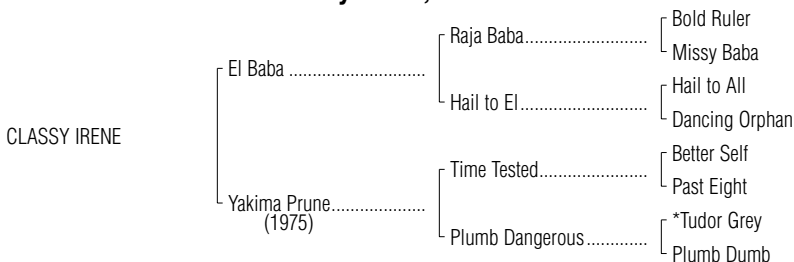 Bold Ruler
Raja Baba
Missy Baba
El Baba
Hail to All
Hail to El
Dancing Orphan
CLASSY IRENE
Better Self
Time Tested
Past Eight
Yakima Prune
(1975)
*Tudor Grey
Plumb Dangerous
Plumb Dumb